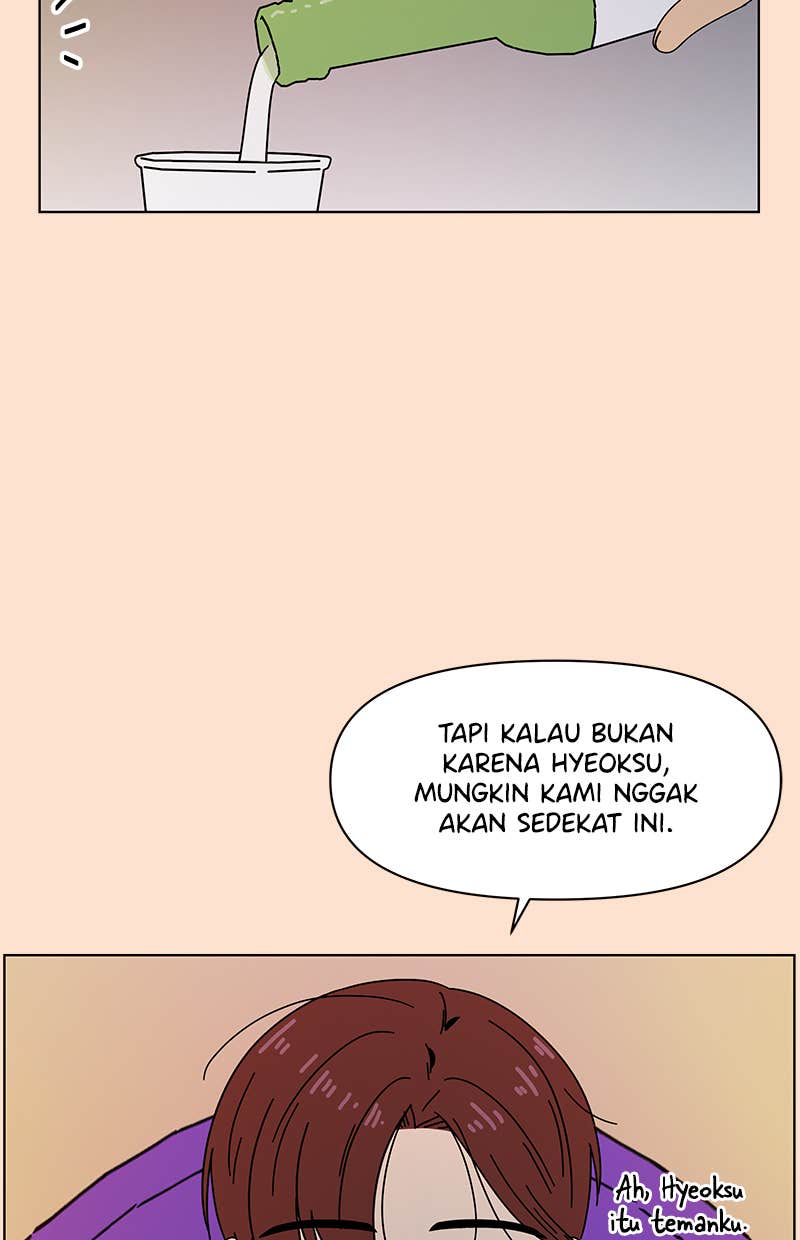 TAPI KALAU BUKAN
KARENA HYEOKSU,
MUNGKIN KAMI NGGAK
AKAN SEDEKAT INI.
Ah, Hyeoksu
itu temanku.